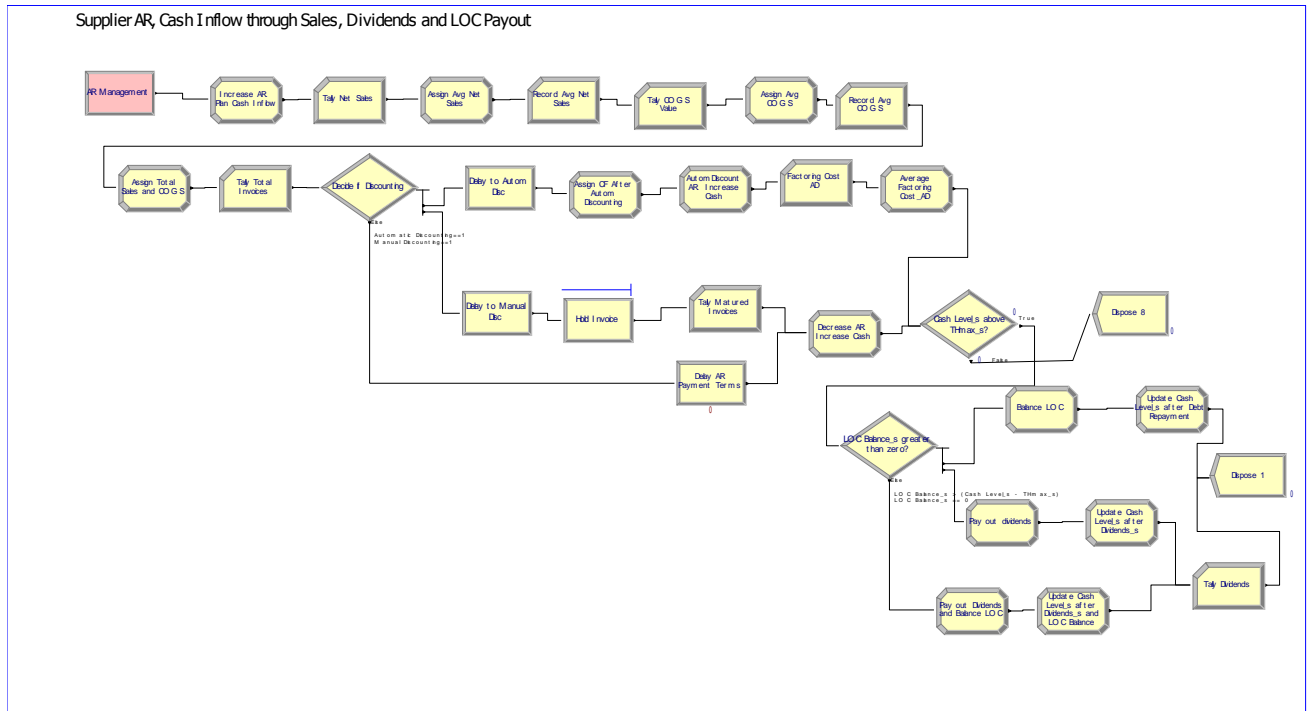 Supplier AR, Cash Inflow through Sales, Dividends and LOC Payout
AR Management
Increase AR
Plan Cash Inflow
Tally Net Sales
Assign Avg Net
Sales
Record Avg Net
Sales
Tally COGS
Value
Assign Avg
COGS
Record Avg
COGS
Assign Total
Sales and COGS
Tally Total
Invoices
Decide if Discounting
Else
Automatic Discounting==1
Manual Discounting==1
Delay to Autom
Disc
Assign CF After
Autom
Discounting
Autom Discount
AR, Increase
Cash
Factoring Cost
AD
Average
Factoring
Cost_AD
Delay to Manual
Disc
Hold Invoice
Tally Matured
Invoices
Decrease AR
Increase Cash
Delay AR
Payment Terms
0
Cash Level_s above
THmax_s?
0
True
0
False
Dispose 8
0
LOC Balance_s greater
than zero?
Else
LOC Balance_s > (Cash Level_s - THmax_s)
LOC Balance_s == 0
Balance LOC
Update Cash
Level_s after Debt
Repayment
Dispose 1
0
Pay out dividends
Update Cash
Level_s after
Dividends_s
Tally Dividends
Pay out Dividends
and Balance LOC
Update Cash
Level_s after
Dividends_s and
LOC Balance